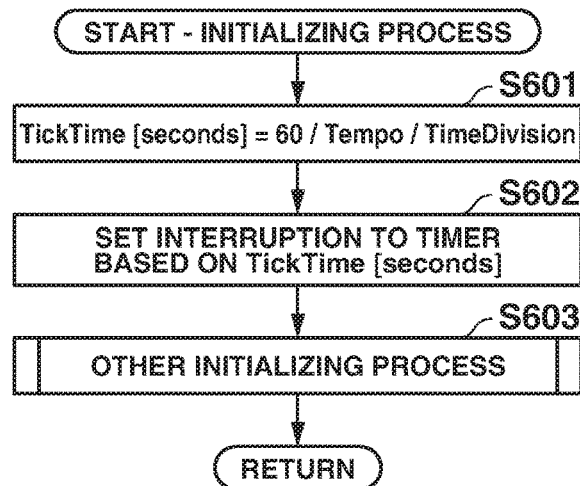 START - INITIALIZING PROCESS
S601
TickTime [seconds] = 60 / Tempo / TimeDivision
S602
SET INTERRUPTION TO TIMER
BASED ON TickTime [seconds]
S603
OTHER INITIALIZING PROCESS
RETURN